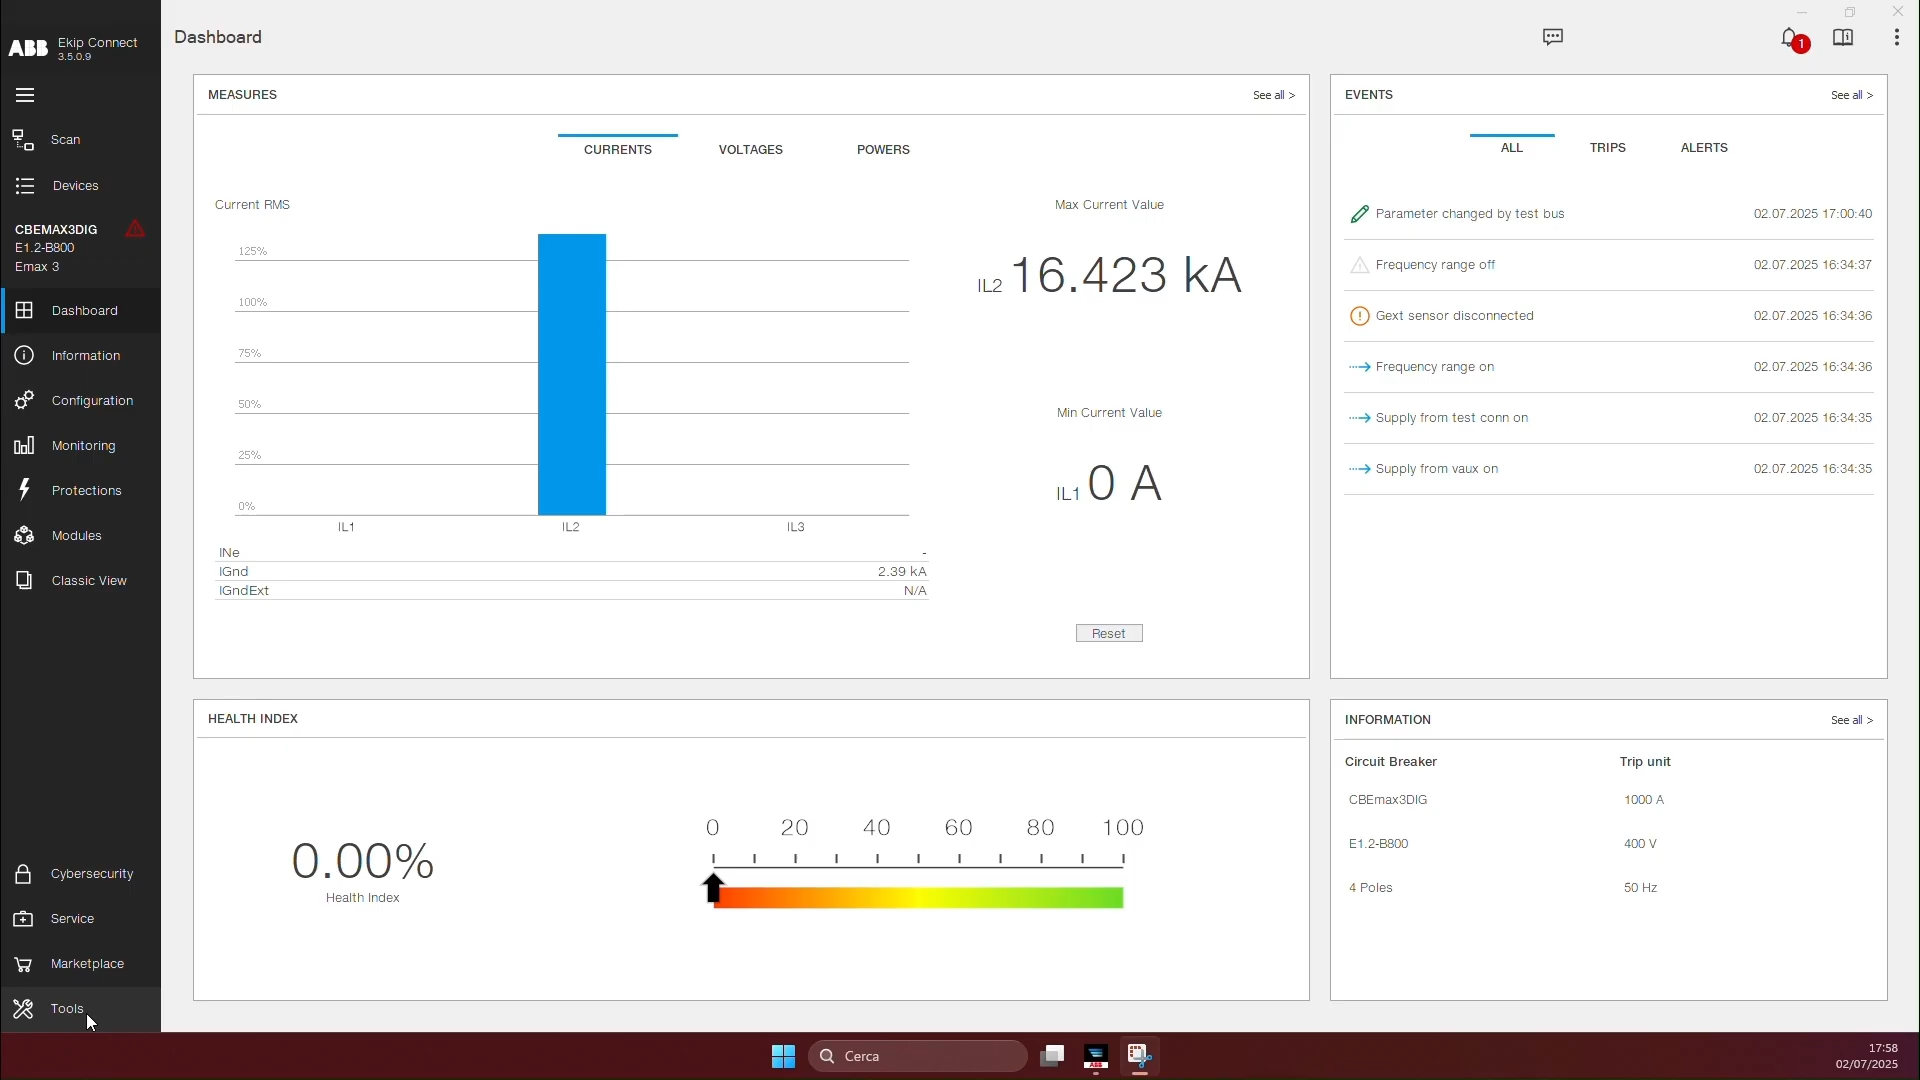 ABB Ekip Connect
3.5.0.9
Dashboard
1
Scan
Devices
CBEMAX3DIG
E1.2-B800
Emax 3
Dashboard
Information
Configuration
Monitoring
Protections
Modules
Classic View
Cybersecurity
Service
Marketplace
Tools
MEASURES
See all >
CURRENTS
VOLTAGES
POWERS
Current RMS
125%
100%
75%
50%
25%
0%
IL1
IL2
IL3
INe
-
IGnd
2.39 kA
IGndExt
N/A
Max Current Value
IL2 16.423 kA
Min Current Value
IL1 0 A
Reset
EVENTS
See all >
ALL
TRIPS
ALERTS
Parameter changed by test bus
02.07.2025 17:00:40
Frequency range off
02.07.2025 16:34:37
Gext sensor disconnected
02.07.2025 16:34:36
Frequency range on
02.07.2025 16:34:36
Supply from test conn on
02.07.2025 16:34:35
Supply from vaux on
02.07.2025 16:34:35
HEALTH INDEX
0.00%
Health Index
0 20 40 60 80 100
INFORMATION
See all >
Circuit Breaker
Trip unit
CBEmax3DIG
1000 A
E1.2-B800
400 V
4 Poles
50 Hz
Cerca
ABB
17:58
02/07/2025